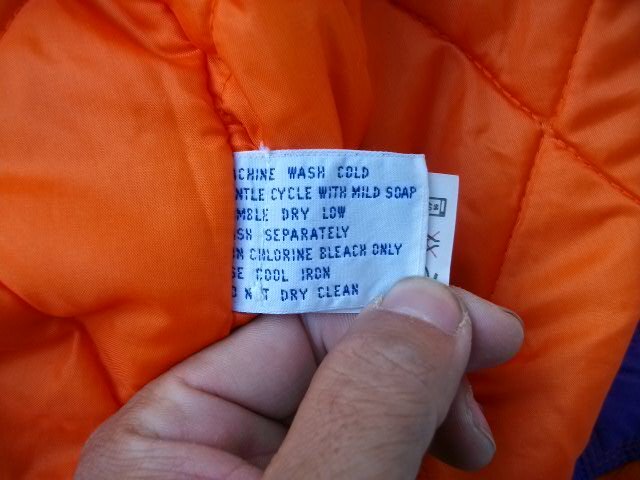 CHINE WASH COLD
NTLE CYCLE WITH MILD SOAP
MBLE DRY LOW
SH SEPARATELY
N CHLORINE BLEACH ONLY
SE COOL IRON
O N T DRY CLEAN